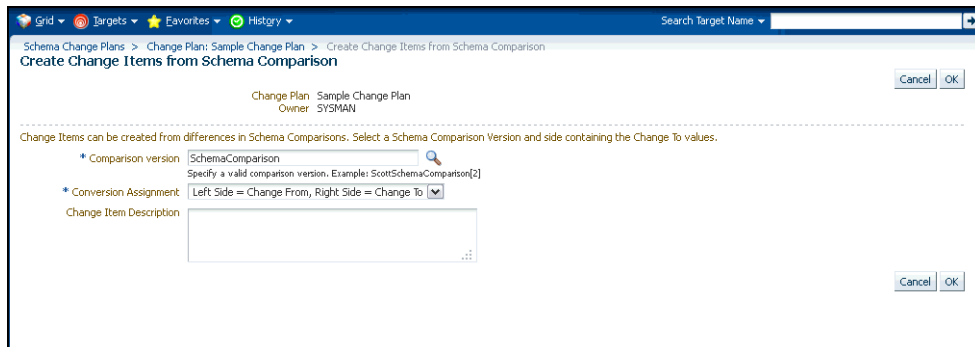 Grid Targets Favorites History Search Target Name
Schema Change Plans > Change Plan: Sample Change Plan > Create Change Items from Schema Comparison
Create Change Items from Schema Comparison
Cancel OK
Change Plan Sample Change Plan
Owner SYSMAN
Change Items can be created from differences in Schema Comparisons. Select a Schema Comparison Version and side containing the Change To values.
* Comparison version SchemaComparison
Specify a valid comparison version. Example: ScottSchemaComparison[2]
* Conversion Assignment Left Side = Change From, Right Side = Change To
Change Item Description
Cancel OK